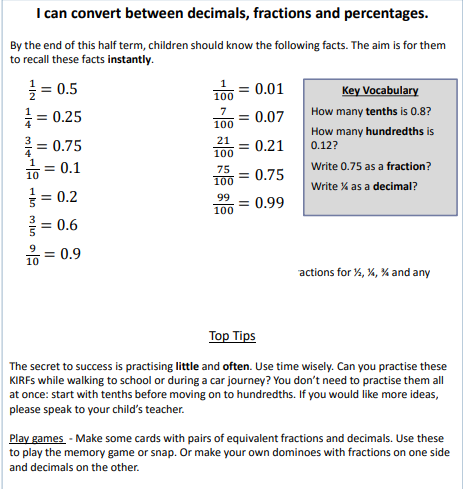 I can convert between decimals, fractions and percentages.
By the end of this half term, children should know the following facts. The aim is for them
to recall these facts instantly.
1/2 = 0.5
1/4 = 0.25
3/4 = 0.75
1/10 = 0.1
1/5 = 0.2
3/5 = 0.6
9/10 = 0.9
1/100 = 0.01
7/100 = 0.07
21/100 = 0.21
75/100 = 0.75
99/100 = 0.99
Key Vocabulary
How many tenths is 0.8?
How many hundredths is
0.12?
Write 0.75 as a fraction?
Write ¼ as a decimal?
actions for ½, ¼, ¾ and any
Top Tips
The secret to success is practising little and often. Use time wisely. Can you practise these
KIRFs while walking to school or during a car journey? You don’t need to practise them all
at once: start with tenths before moving on to hundredths. If you would like more ideas,
please speak to your child’s teacher.
Play games - Make some cards with pairs of equivalent fractions and decimals. Use these
to play the memory game or snap. Or make your own dominoes with fractions on one side
and decimals on the other.